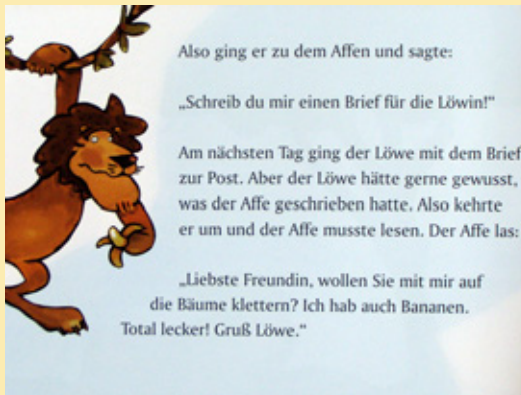 Also ging er zu dem Affen und sagte:
„Schreib du mir einen Brief für die Löwin!“
Am nächsten Tag ging der Löwe mit dem Brief
zur Post. Aber der Löwe hätte gerne gewusst,
was der Affe geschrieben hatte. Also kehrte
er um und der Affe musste lesen. Der Affe las:
„Liebste Freundin, wollen Sie mit mir auf
die Bäume klettern? Ich hab auch Bananen.
Total lecker! Gruß Löwe.“